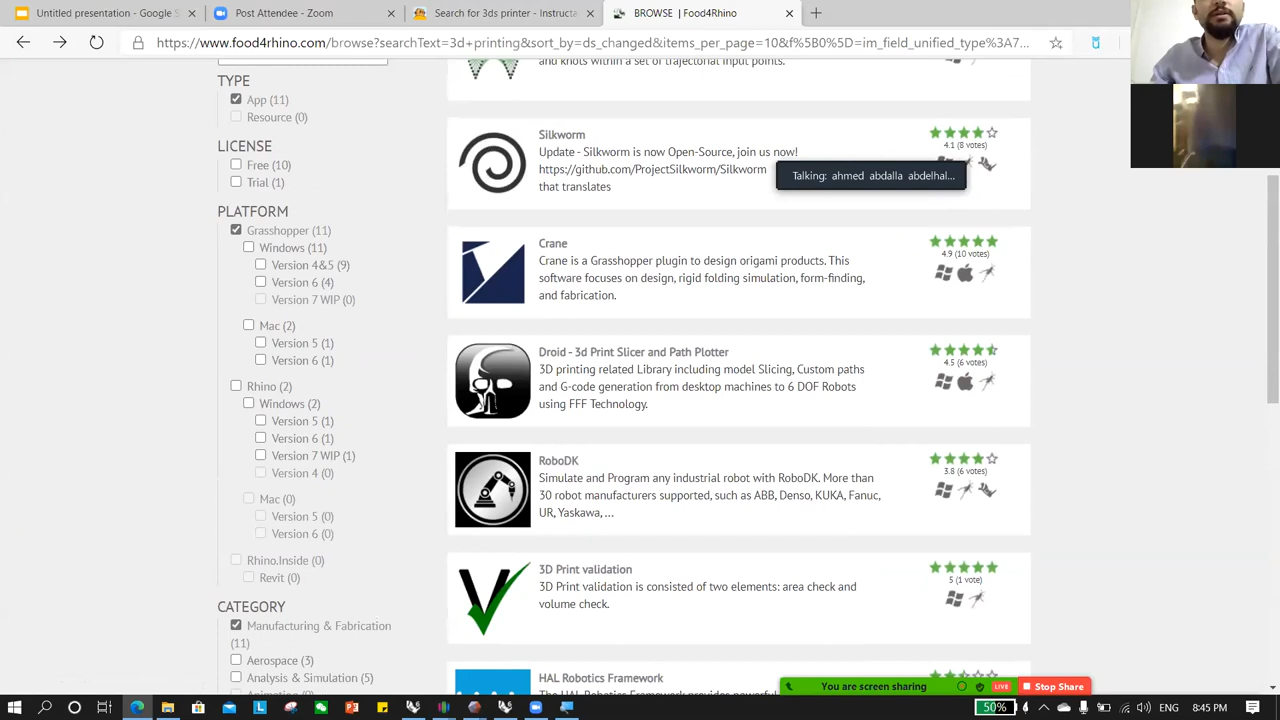 Untitled presentation - Google S
Post Attendee - Zoom
Search for 3ds printer - Instructa
BROWSE | Food4Rhino
https://www.food4rhino.com/browse?searchText=3d+printing&sort_by=ds_changed&items_per_page=10&f%5B0%5D=im_field_unified_type%3A7...
and knots within a set of trajectorial input points.
TYPE
App (11)
Resource (0)
LICENSE
Free (10)
Trial (1)
PLATFORM
Grasshopper (11)
Windows (11)
Version 4&5 (9)
Version 6 (4)
Version 7 WIP (0)
Mac (2)
Version 5 (1)
Version 6 (1)
Rhino (2)
Windows (2)
Version 5 (1)
Version 6 (1)
Version 7 WIP (1)
Version 4 (0)
Mac (0)
Version 5 (0)
Version 6 (0)
Rhino.Inside (0)
Revit (0)
CATEGORY
Manufacturing & Fabrication
(11)
Aerospace (3)
Analysis & Simulation (5)
Silkworm
Update - Silkworm is now Open-Source, join us now!
https://github.com/ProjectSilkworm/Silkworm
that translates
4.1 (8 votes)
Talking: ahmed abdalla abdelhal...
Crane
Crane is a Grasshopper plugin to design origami products. This
software focuses on design, rigid folding simulation, form-finding,
and fabrication.
4.9 (10 votes)
Droid - 3d Print Slicer and Path Plotter
3D printing related Library including model Slicing, Custom paths
and G-code generation from desktop machines to 6 DOF Robots
using FFF Technology.
4.5 (6 votes)
RoboDK
Simulate and Program any industrial robot with RoboDK. More than
30 robot manufacturers supported, such as ABB, Denso, KUKA, Fanuc,
UR, Yaskawa, ...
3.8 (6 votes)
3D Print validation
3D Print validation is consisted of two elements: area check and
volume check.
5 (1 vote)
HAL Robotics Framework
You are screen sharing
LIVE
Stop Share
50%
ENG
8:45 PM